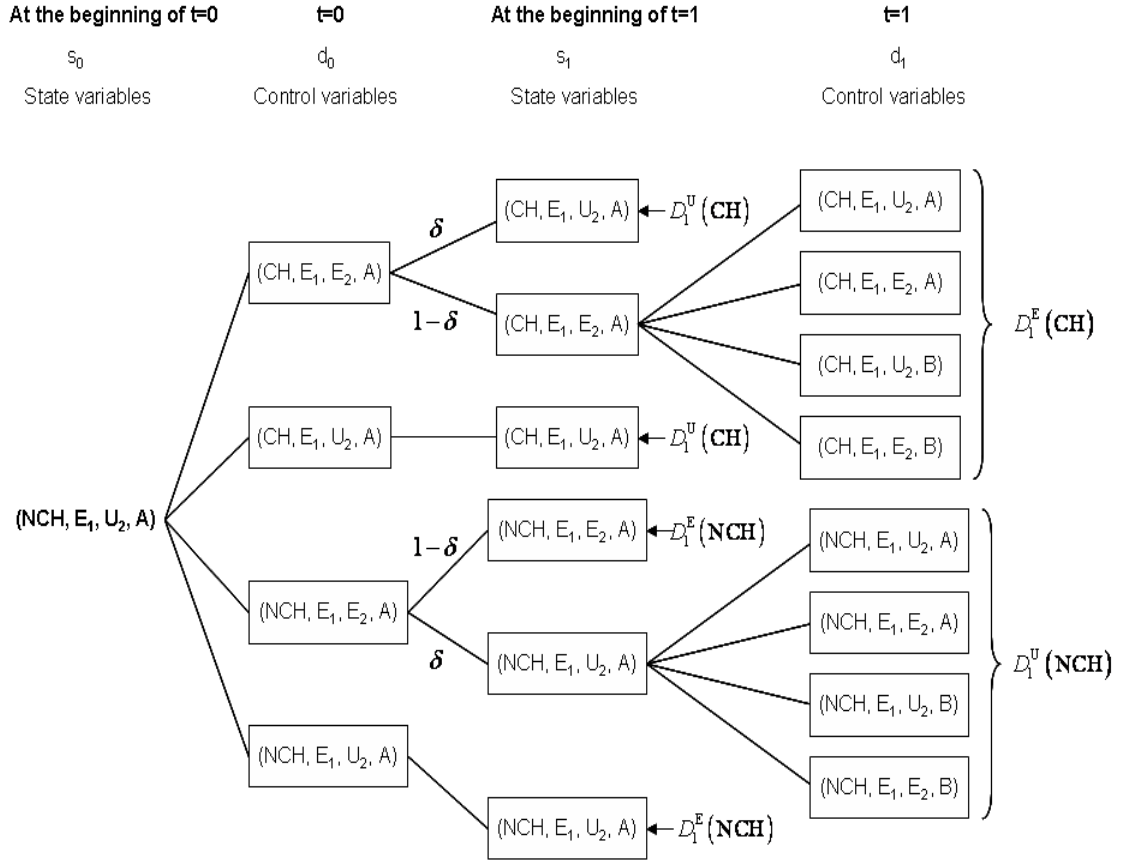 At the beginning of t=0 t=0 At the beginning of t=1 t=1
s₀ d₀ s₁ d₁
State variables Control variables State variables Control variables
(CH, E₁, U₂, A) ← D₁ᵁ(CH) (CH, E₁, U₂, A)
δ
(CH, E₁, E₂, A) (CH, E₁, E₂, A)
1−δ (CH, E₁, E₂, A) D₁ᴱ(CH)
(CH, E₁, U₂, B)
(CH, E₁, U₂, A) (CH, E₁, U₂, A) ← D₁ᵁ(CH) (CH, E₁, E₂, B)
(NCH, E₁, U₂, A)
(NCH, E₁, E₂, A) ← D₁ᴱ(NCH) (NCH, E₁, U₂, A)
1−δ
(NCH, E₁, E₂, A) (NCH, E₁, E₂, A)
δ (NCH, E₁, U₂, A) D₁ᵁ(NCH)
(NCH, E₁, U₂, B)
(NCH, E₁, U₂, A) (NCH, E₁, E₂, B)
(NCH, E₁, U₂, A) ← D₁ᴱ(NCH)